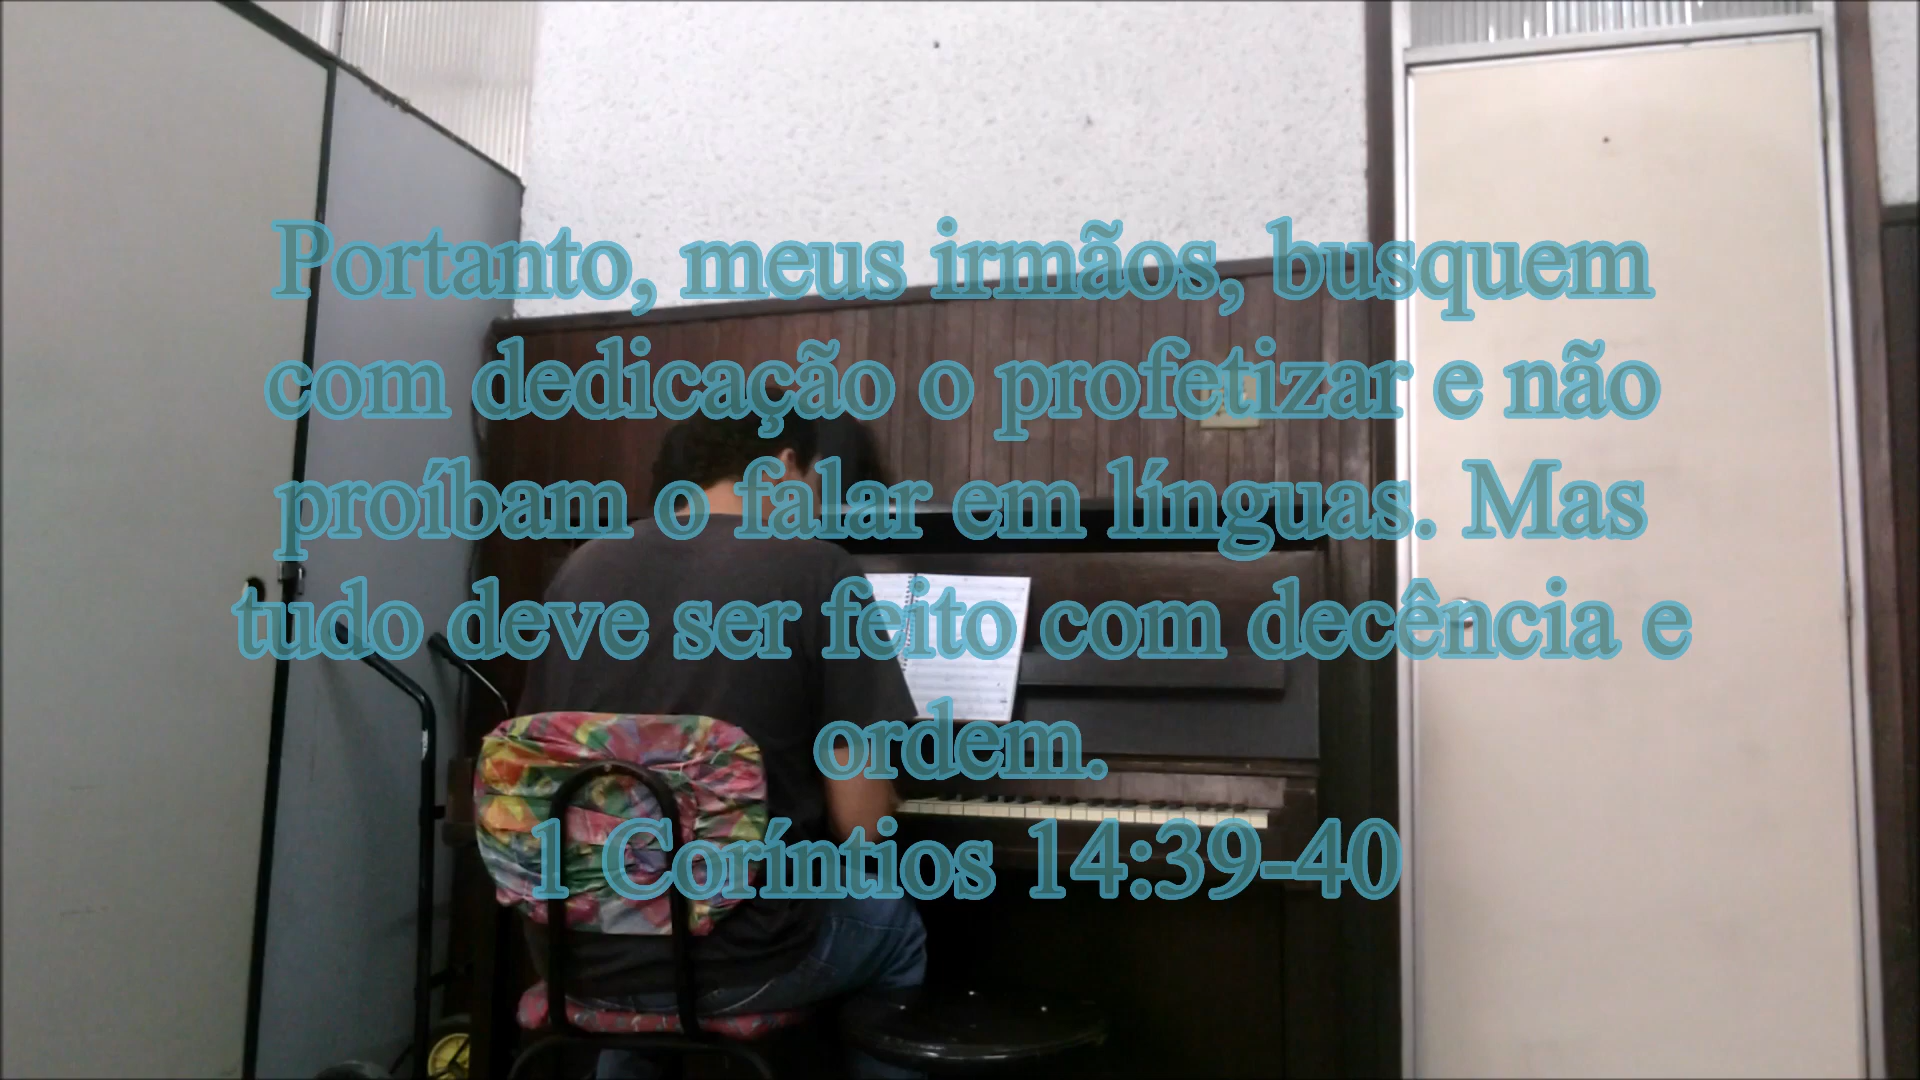 Portanto, meus irmãos, busquem
com dedicação o profetizar e não
proíbam o falar em línguas. Mas
tudo deve ser feito com decência e
ordem.
1 Coríntios 14:39-40